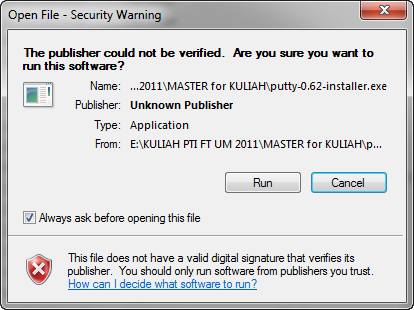 Open File - Security Warning
The publisher could not be verified.  Are you sure you want to
run this software?
Name: ...2011\MASTER for KULIAH\putty-0.62-installer.exe
Publisher: Unknown Publisher
Type: Application
From: E:\KULIAH PTI FT UM 2011\MASTER for KULIAH\p...
Run Cancel
Always ask before opening this file
This file does not have a valid digital signature that verifies its
publisher.  You should only run software from publishers you trust.
How can I decide what software to run?